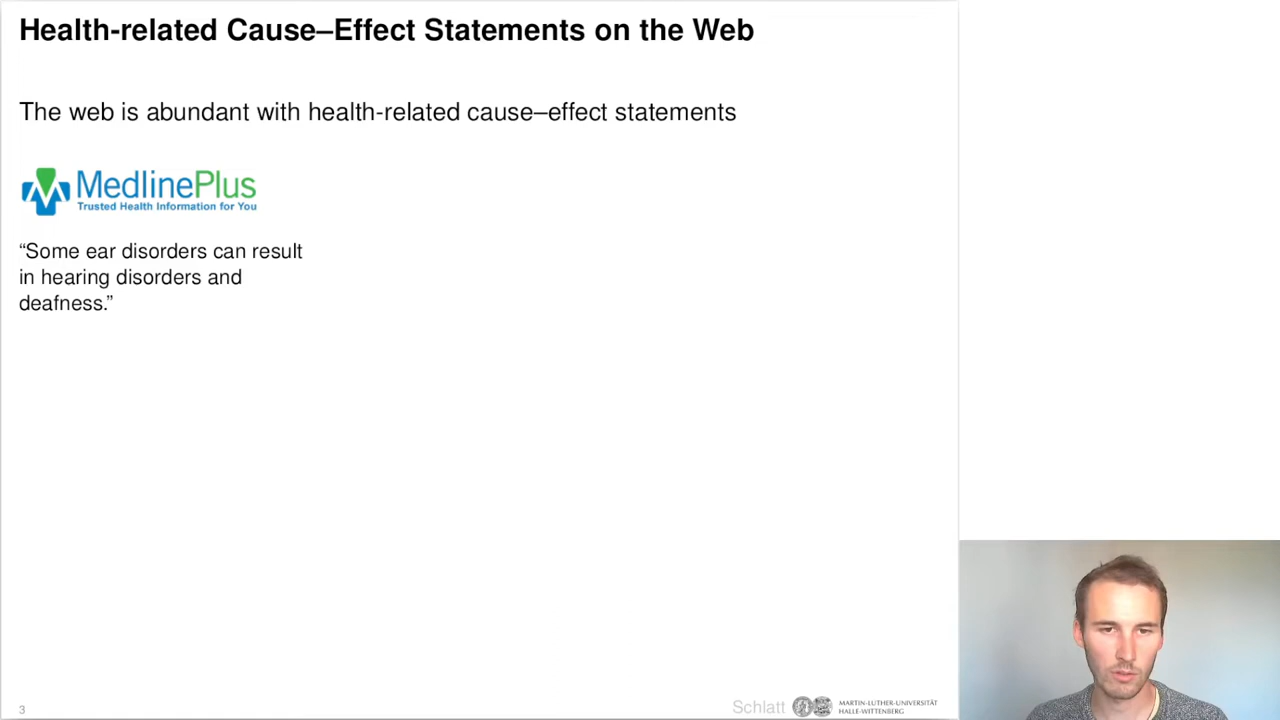 Health-related Cause–Effect Statements on the Web
The web is abundant with health-related cause–effect statements
MedlinePlus
Trusted Health Information for You
“Some ear disorders can result
in hearing disorders and
deafness.”
3
Schlatt
MARTIN-LUTHER-UNIVERSITÄT
HALLE-WITTENBERG